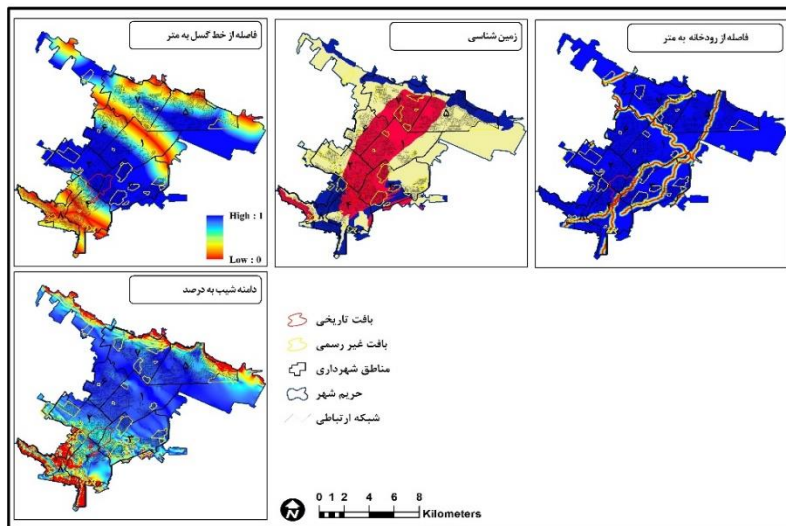 فاصله از خط گسل به متر
زمین شناسی
فاصله از رودخانه به متر
High : 1
Low : 0
دامنه شیب به درصد
بافت تاریخی
بافت غیر رسمی
مناطق شهرداری
حریم شهر
شبکه ارتباطی
N
0 1 2 4 6 8
Kilometers